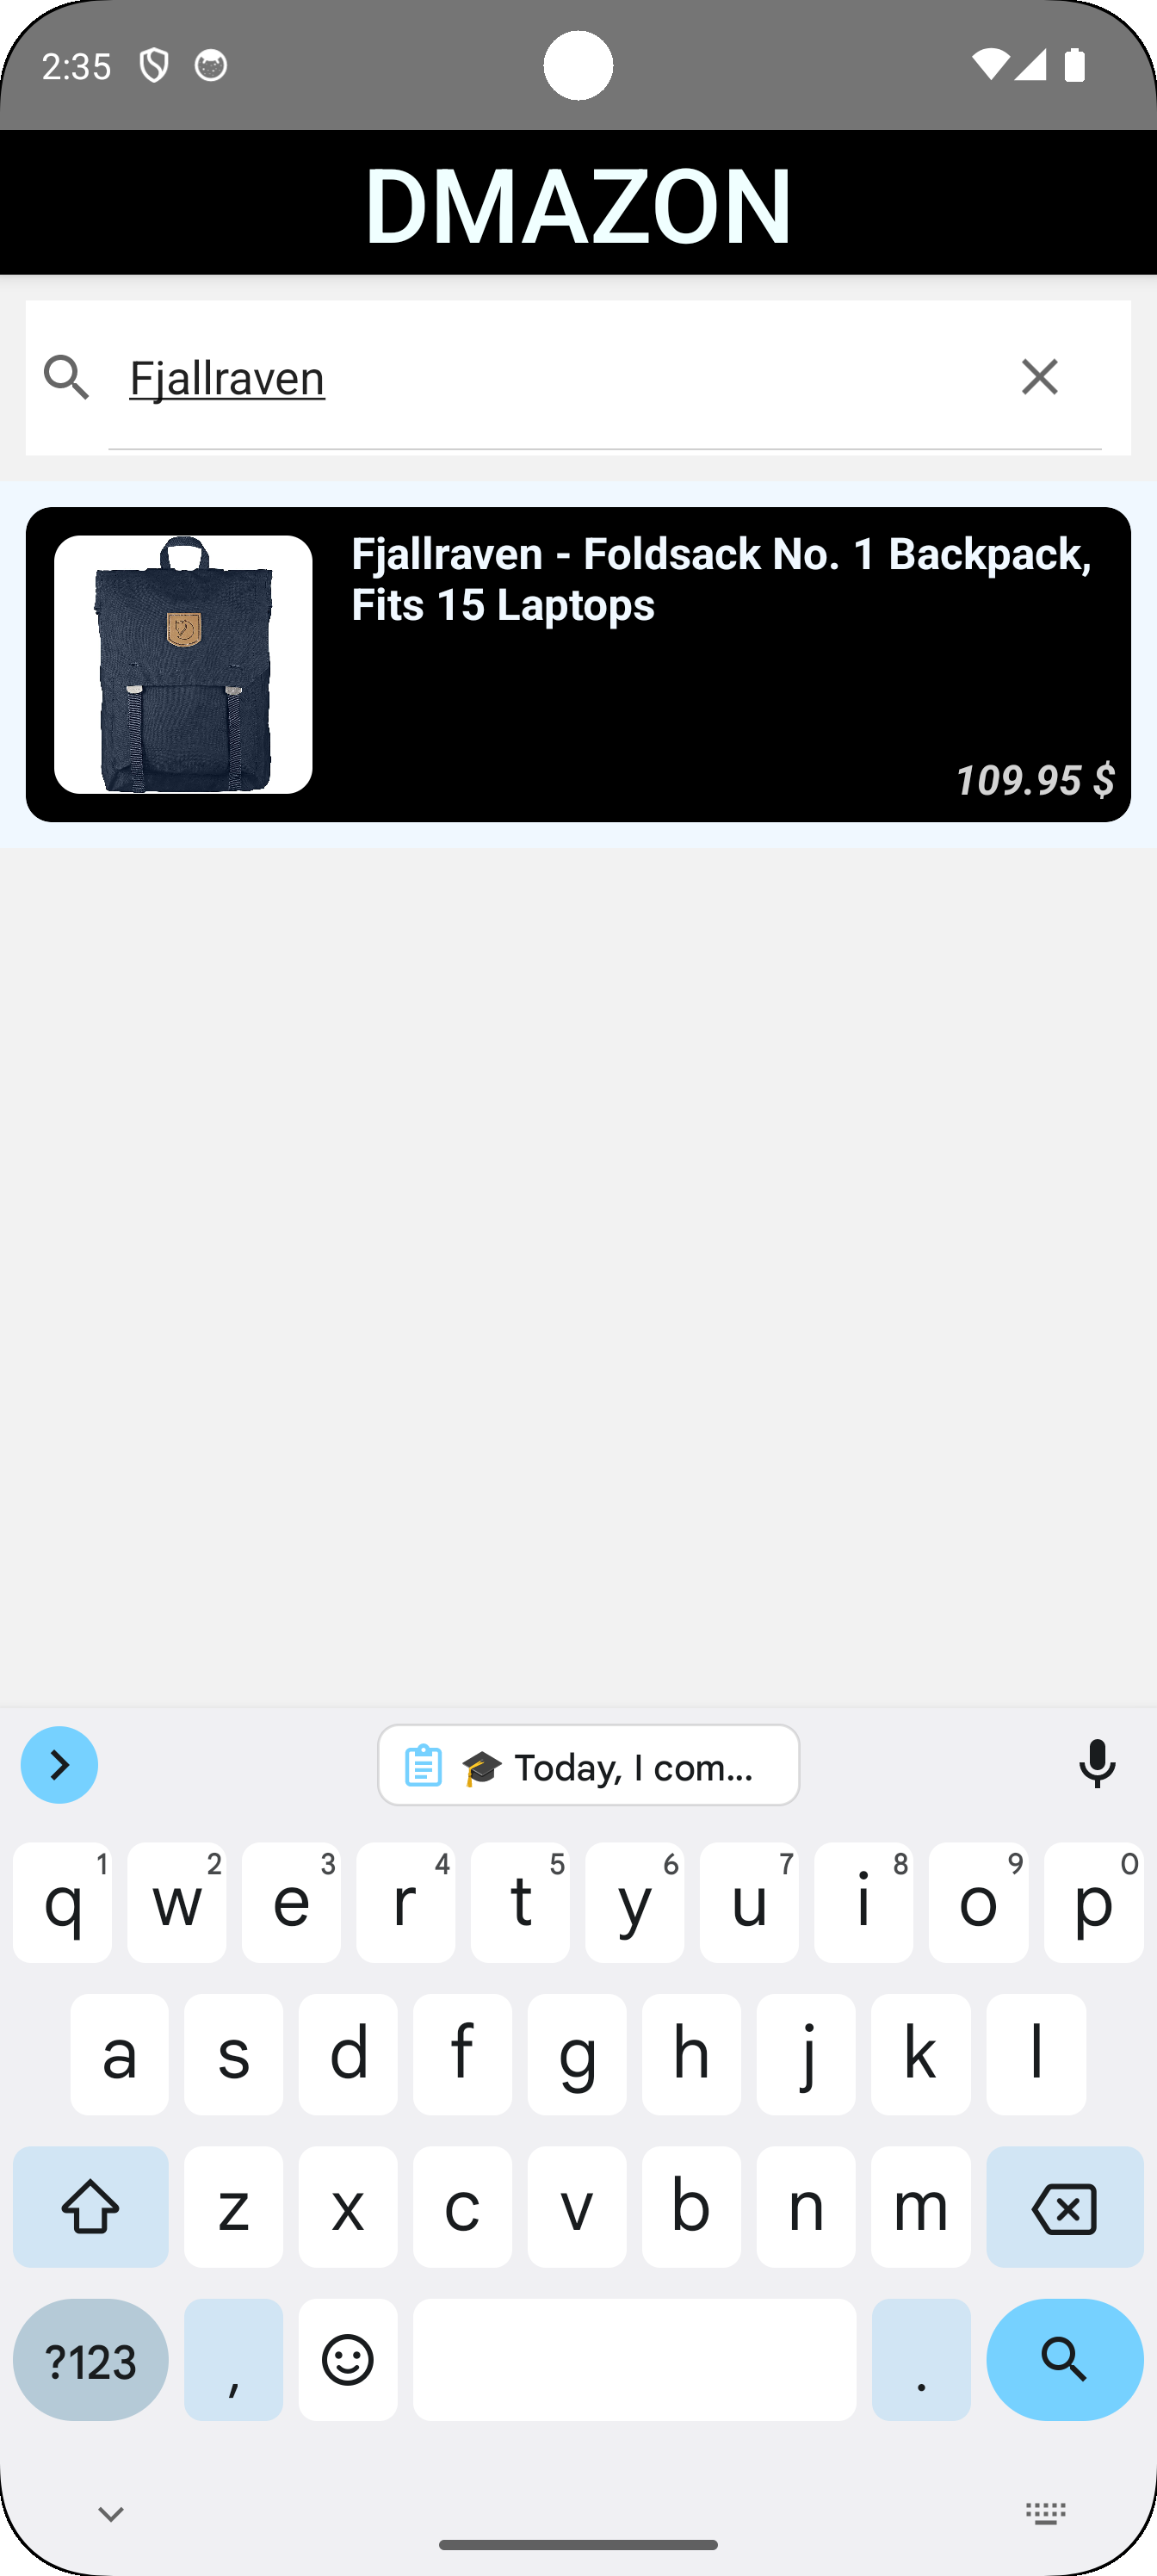 2:35
DMAZON
Fjallraven
Fjallraven - Foldsack No. 1 Backpack,
Fits 15 Laptops
109.95 $
🎓 Today, I com...
1 2 3 4 5 6 7 8 9 0
q w e r t y u i o p
a s d f g h j k l
z x c v b n m
?123 , .